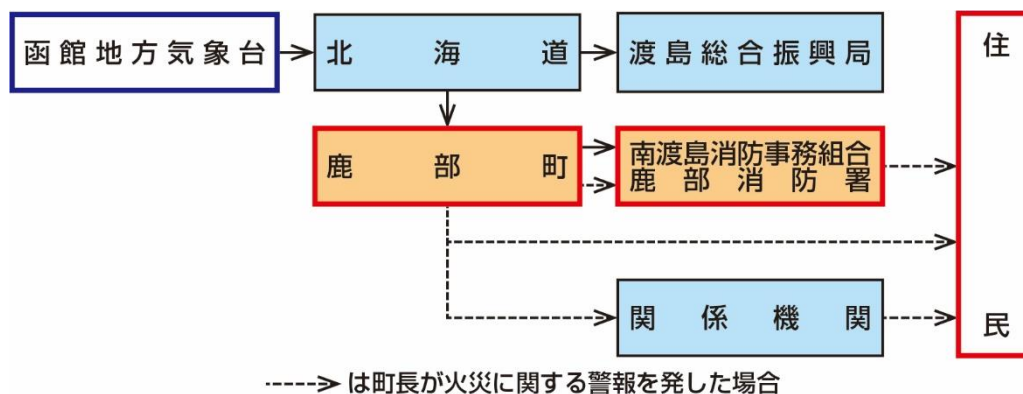 函館地方気象台
北海道
渡島総合振興局
住民
鹿部町
南渡島消防事務組合
鹿部消防署
関係機関
は町長が火災に関する警報を発した場合